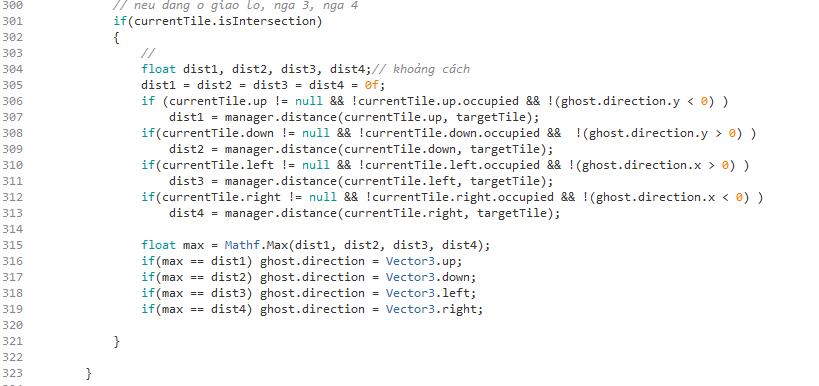 300 // neu dang o giao lo, nga 3, nga 4
301 if(currentTile.isIntersection)
302 {
303 //
304 float dist1, dist2, dist3, dist4;// khoảng cách
305 dist1 = dist2 = dist3 = dist4 = 0f;
306 if (currentTile.up != null && !currentTile.up.occupied && !(ghost.direction.y < 0) )
307 dist1 = manager.distance(currentTile.up, targetTile);
308 if(currentTile.down != null && !currentTile.down.occupied &&  !(ghost.direction.y > 0) )
309 dist2 = manager.distance(currentTile.down, targetTile);
310 if(currentTile.left != null && !currentTile.left.occupied && !(ghost.direction.x > 0) )
311 dist3 = manager.distance(currentTile.left, targetTile);
312 if(currentTile.right != null && !currentTile.right.occupied && !(ghost.direction.x < 0) )
313 dist4 = manager.distance(currentTile.right, targetTile);
314
315 float max = Mathf.Max(dist1, dist2, dist3, dist4);
316 if(max == dist1) ghost.direction = Vector3.up;
317 if(max == dist2) ghost.direction = Vector3.down;
318 if(max == dist3) ghost.direction = Vector3.left;
319 if(max == dist4) ghost.direction = Vector3.right;
320
321 }
322
323 }